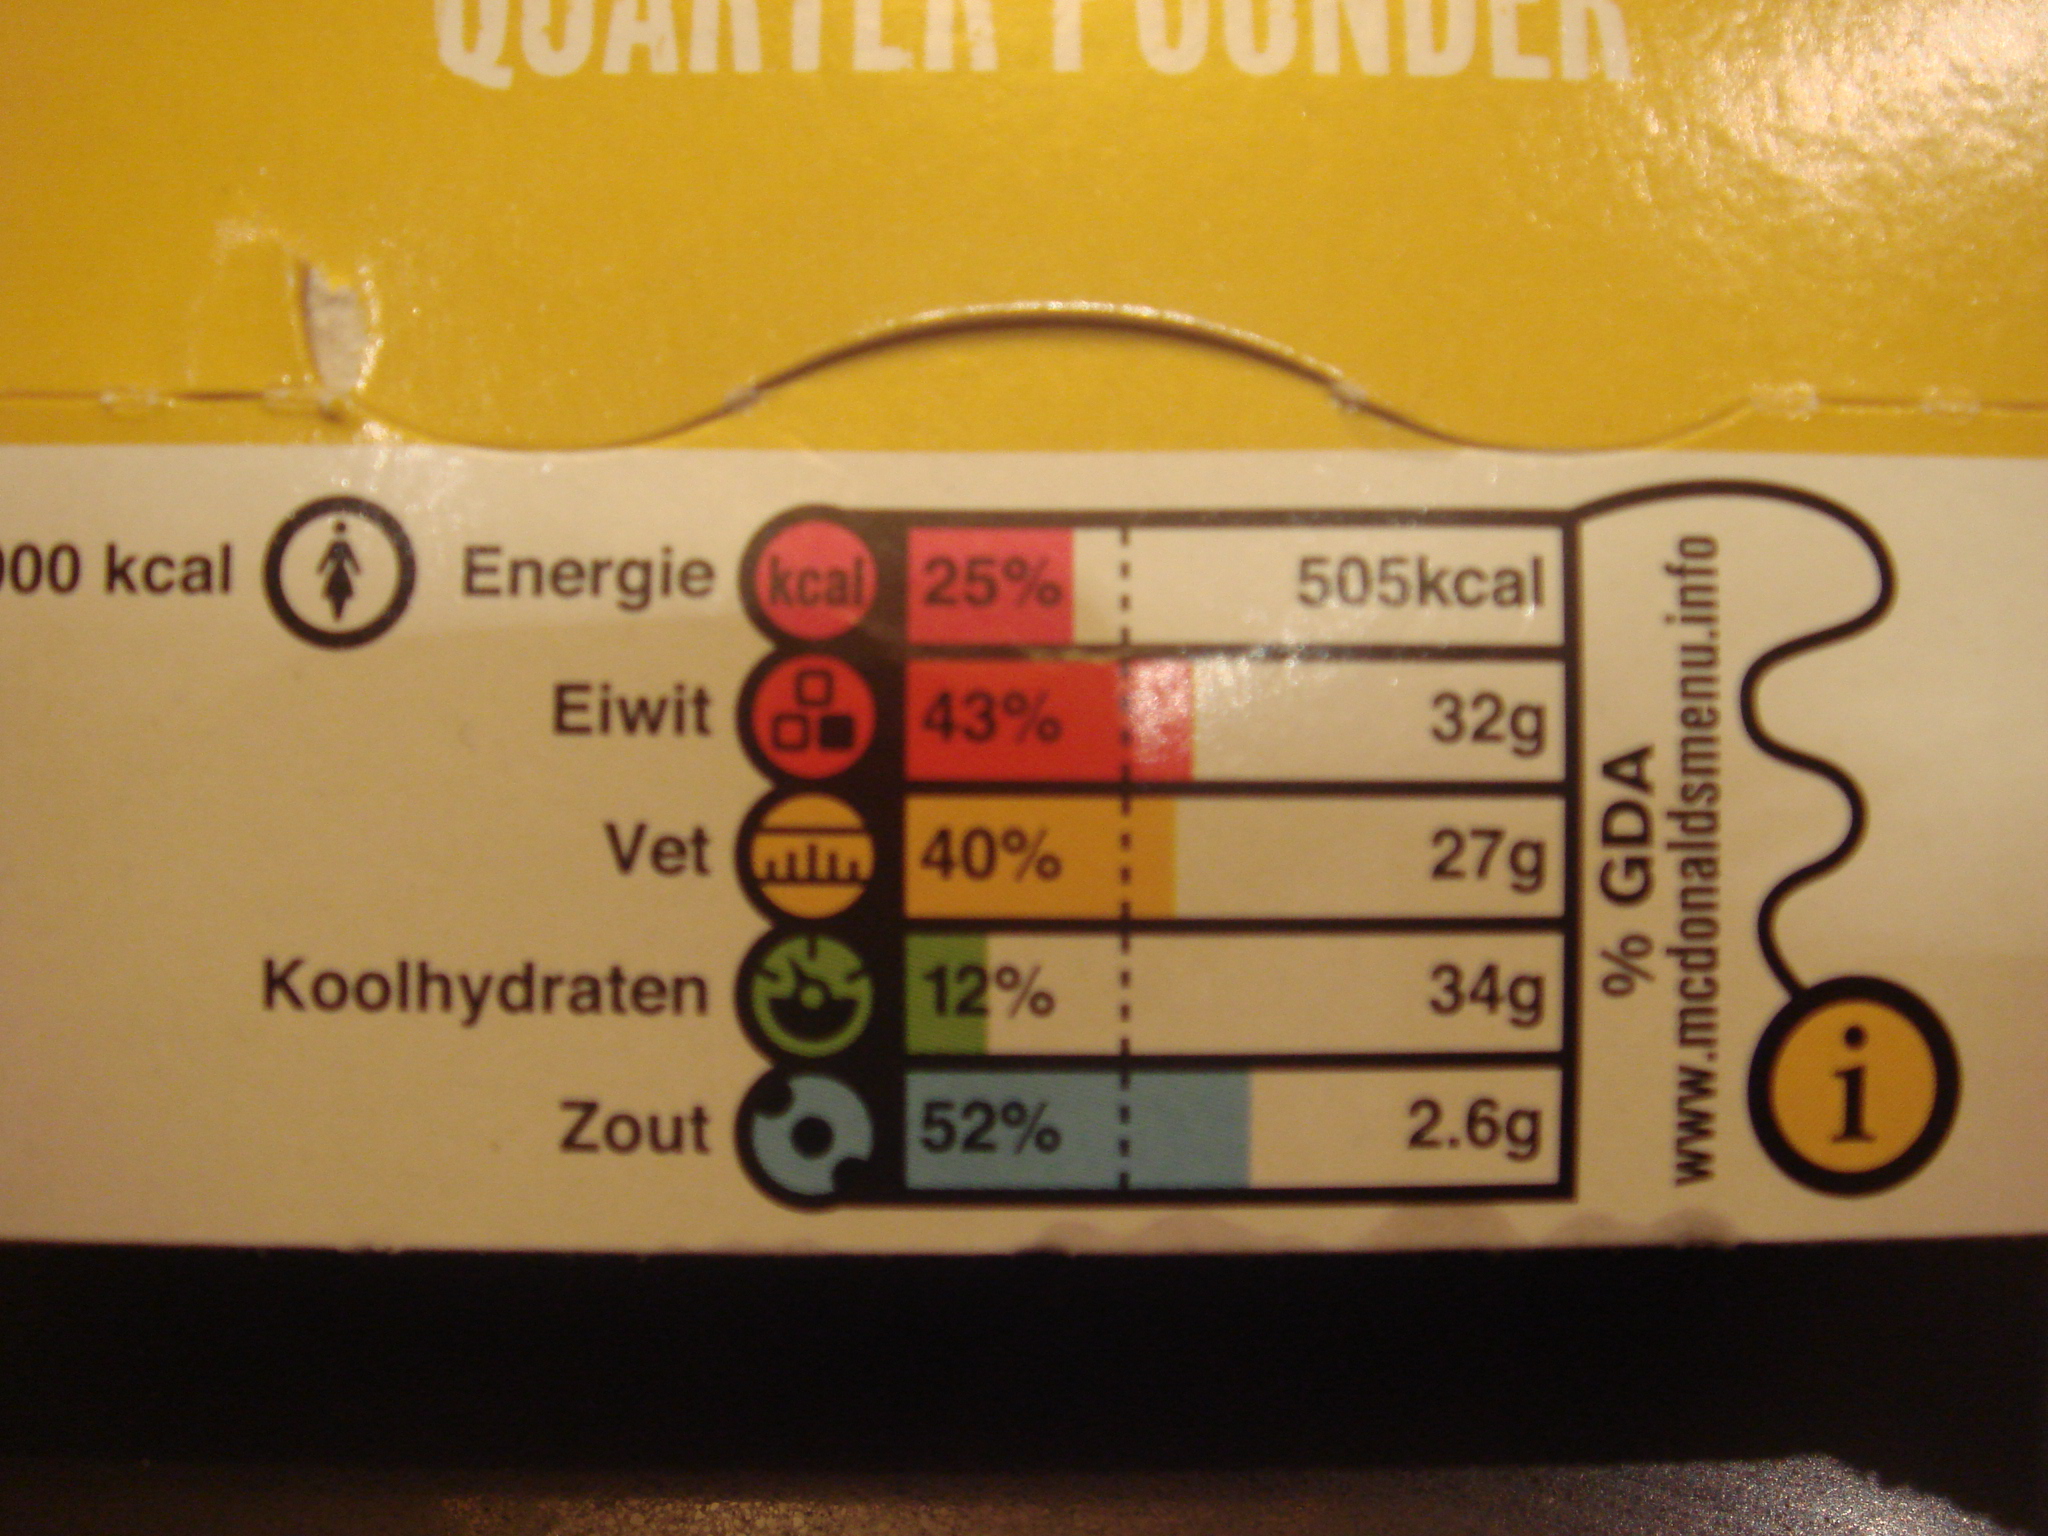 QUARTER POUNDER
000 kcal
Energie kcal 25% 505kcal
Eiwit 43% 32g
Vet 40% 27g
Koolhydraten 12% 34g
Zout 52% 2.6g
% GDA
www.mcdonaldsmenu.info
i